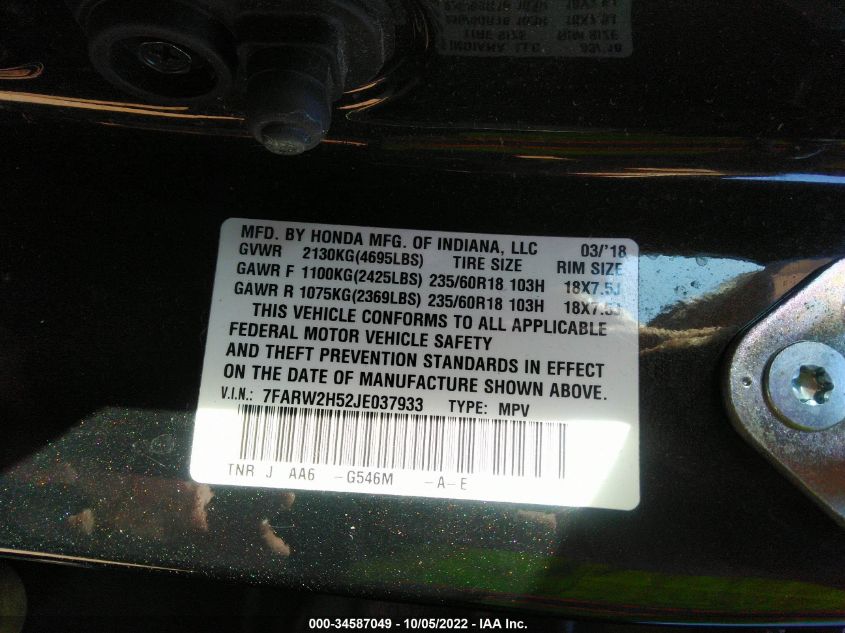 MFD. BY HONDA MFG. OF INDIANA, LLC 03/'18
GVWR 2130KG(4695LBS) TIRE SIZE RIM SIZE
GAWR F 1100KG(2425LBS) 235/60R18 103H 18X7.5J
GAWR R 1075KG(2369LBS) 235/60R18 103H 18X7.5J
THIS VEHICLE CONFORMS TO ALL APPLICABLE
FEDERAL MOTOR VEHICLE SAFETY
AND THEFT PREVENTION STANDARDS IN EFFECT
ON THE DATE OF MANUFACTURE SHOWN ABOVE.
V.I.N.: 7FARW2H52JE037933 TYPE: MPV
TNR J AA6 -G546M -A-E
000-34587049 - 10/05/2022 - IAA Inc.